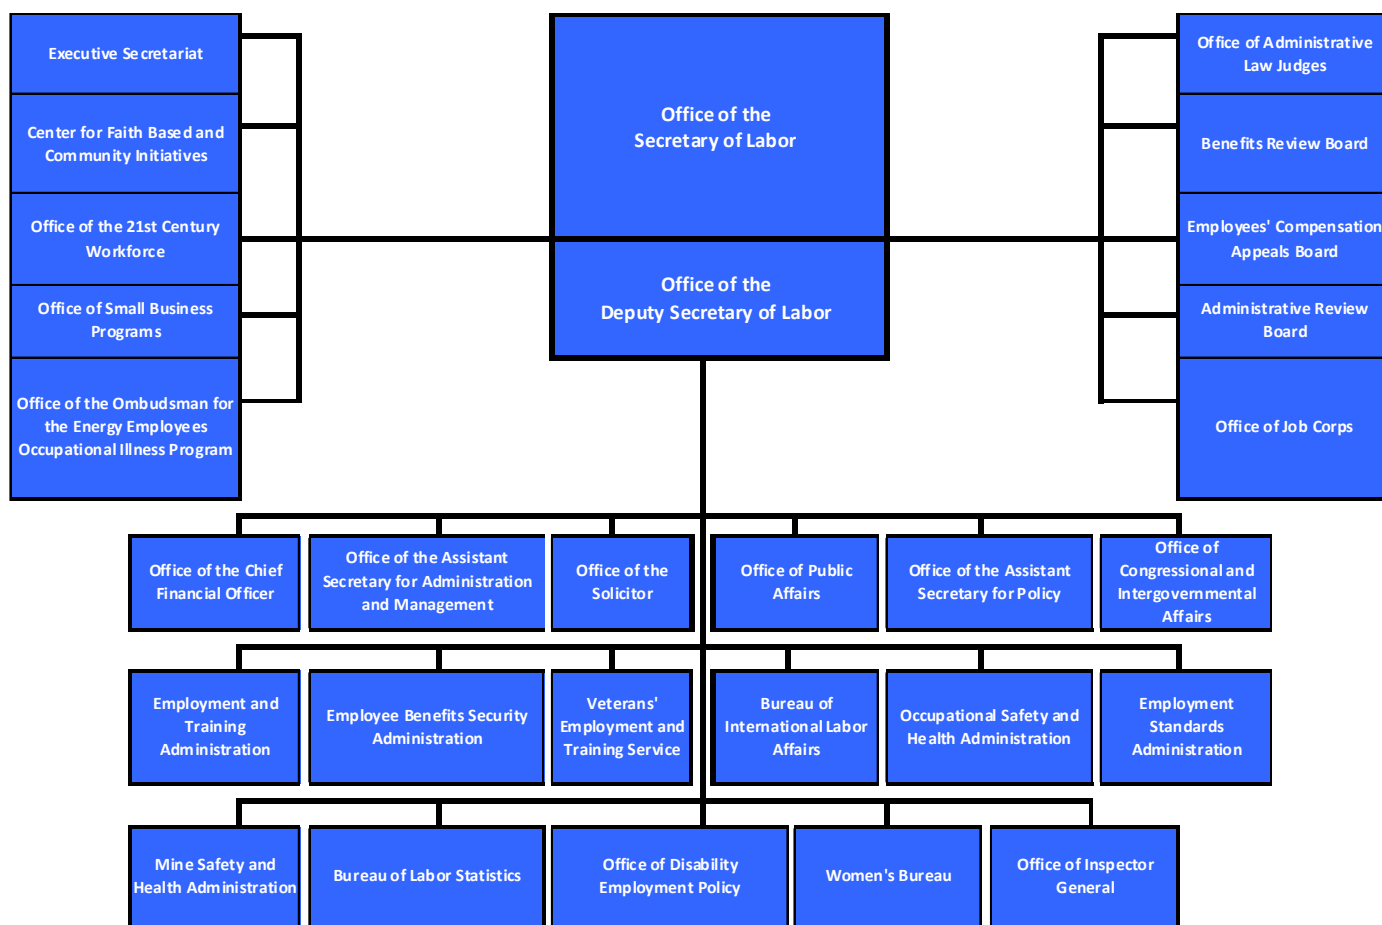 Executive Secretariat
Center for Faith Based and
Community Initiatives
Office of the 21st Century
Workforce
Office of Small Business
Programs
Office of the Ombudsman for
the Energy Employees
Occupational Illness Program
Office of the
Secretary of Labor
Office of the
Deputy Secretary of Labor
Office of Administrative
Law Judges
Benefits Review Board
Employees' Compensation
Appeals Board
Administrative Review
Board
Office of Job Corps
Office of the Chief
Financial Officer
Office of the Assistant
Secretary for Administration
and Management
Office of the
Solicitor
Office of Public
Affairs
Office of the Assistant
Secretary for Policy
Office of
Congressional and
Intergovernmental
Affairs
Employment and
Training
Administration
Employee Benefits Security
Administration
Veterans'
Employment and
Training Service
Bureau of
International Labor
Affairs
Occupational Safety and
Health Administration
Employment
Standards
Administration
Mine Safety and
Health Administration
Bureau of Labor Statistics
Office of Disability
Employment Policy
Women's Bureau
Office of Inspector
General